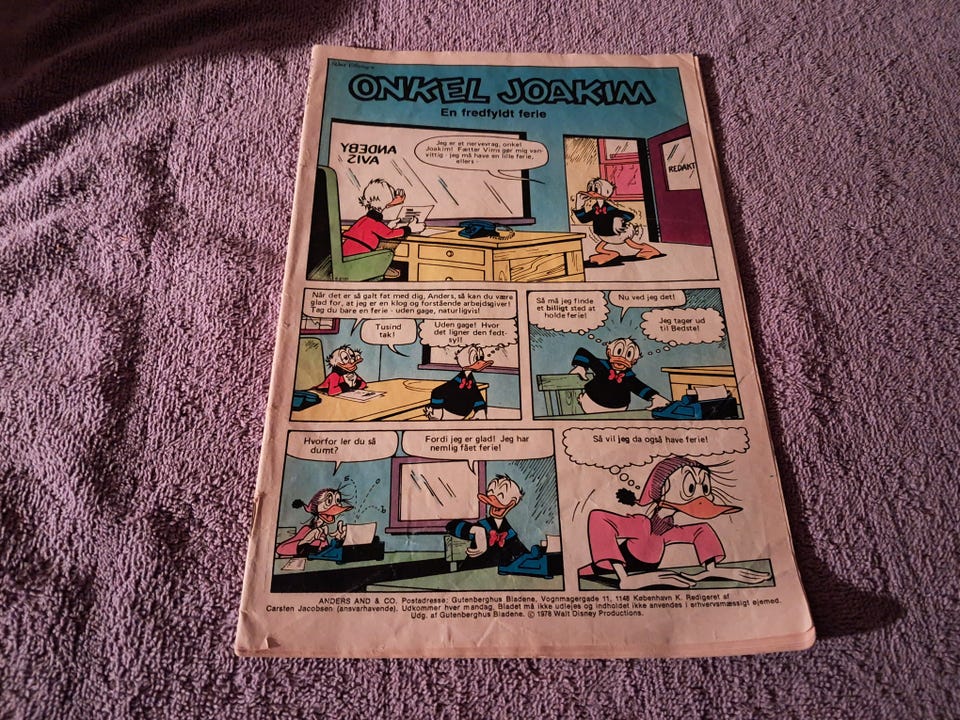 Walt Disney's
ONKEL JOAKIM
En fredfyldt ferie
ANDEBY
AVIS
Jeg er et nervevrag, onkel
Joakim! Fætter Vims gør mig van-
vittig - jeg må have en lille ferie,
ellers -
REDAKT
Når det er så galt fat med dig, Anders, så kan du være
glad for, at jeg er en klog og forstående arbejdsgiver!
Tag du bare en ferie - uden gage, naturligvis!
Tusind
tak!
Uden gage! Hvor
det ligner den fedt-
syl!
Så må jeg finde
et billigt sted at
holde ferie!
Nu ved jeg det!
Jeg tager ud
til Bedste!
Hvorfor ler du så
dumt?
Fordi jeg er glad! Jeg har
nemlig fået ferie!
Så vil jeg da også have ferie!
ANDERS AND & CO. Postadresse: Gutenberghus Bladene, Vognmagergade 11, 1148 København K. Redigeret af
Carsten Jacobsen (ansvarhavende). Udkommer hver mandag. Bladet må ikke udlejes og indholdet ikke anvendes i erhvervsmæssigt øjemed.
Udg. af Gutenberghus Bladene. © 1978 Walt Disney Productions.